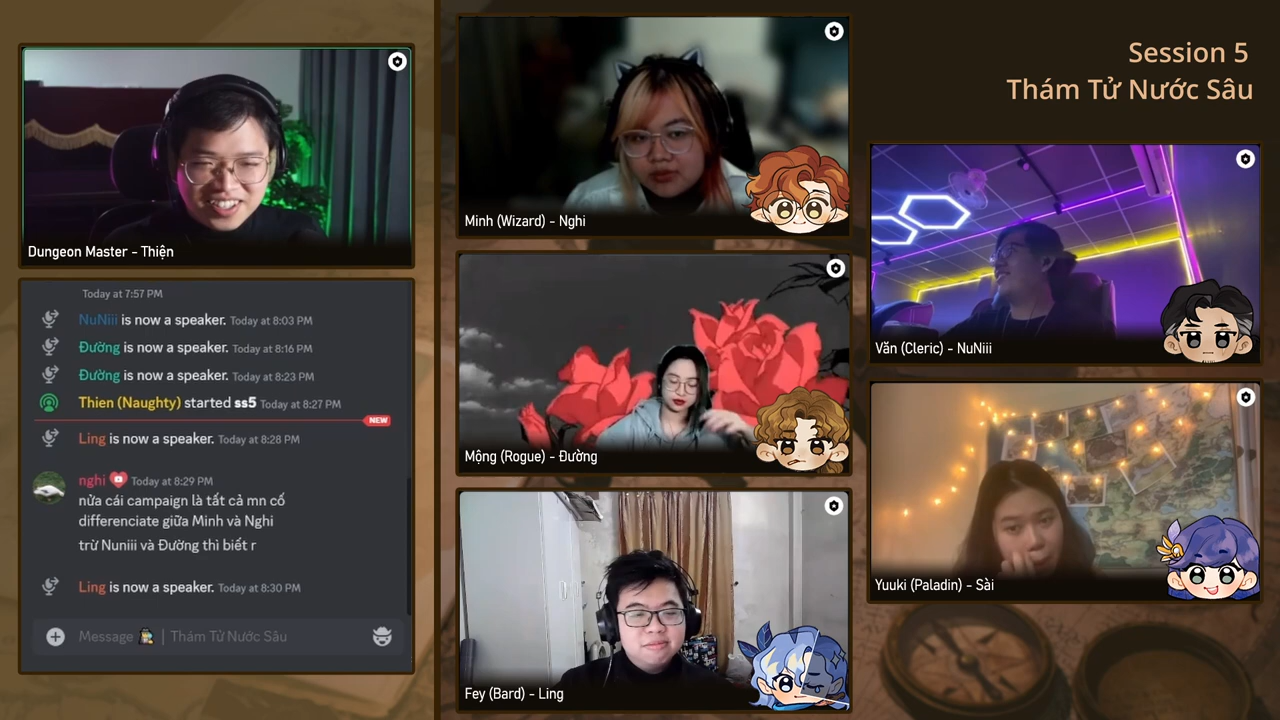 Session 5
Thám Tử Nước Sâu
Dungeon Master - Thiện
Today at 7:57 PM
NuNiii is now a speaker. Today at 8:03 PM
Đường is now a speaker. Today at 8:16 PM
Đường is now a speaker. Today at 8:23 PM
Thien (Naughty) started ss5 Today at 8:27 PM
NEW
Ling is now a speaker. Today at 8:28 PM
nghi Today at 8:29 PM
nửa cái campaign là tất cả mn cố
differenciate giữa Minh và Nghi
trừ Nuniii và Đường thì biết r
Ling is now a speaker. Today at 8:30 PM
Message | Thám Tử Nước Sâu
Minh (Wizard) - Nghi
Mộng (Rogue) - Đường
Fey (Bard) - Ling
Văn (Cleric) - NuNiii
Yuuki (Paladin) - Sài